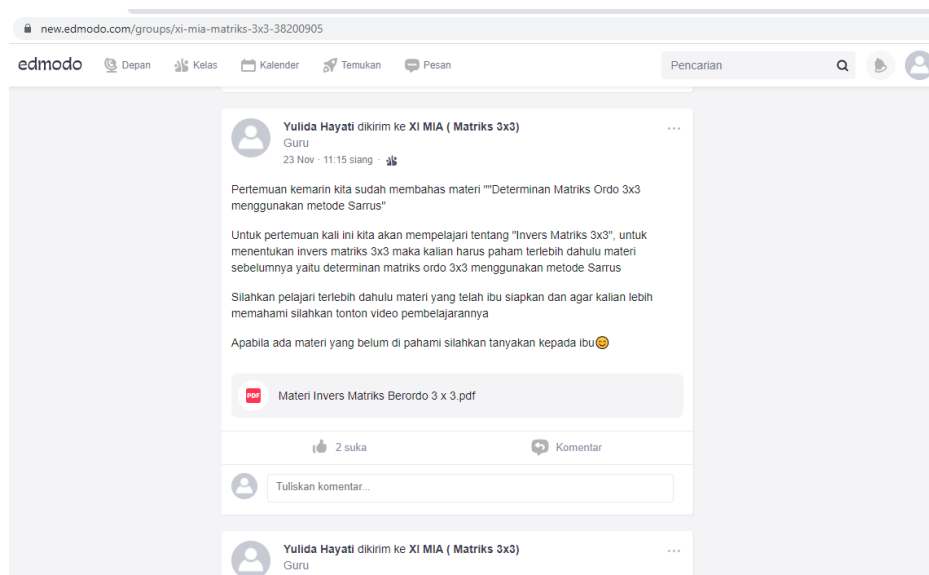 new.edmodo.com/groups/xi-mia-matriks-3x3-38200905
edmodo Depan Kelas Kalender Temukan Pesan Pencarian
Yulida Hayati dikirim ke XI MIA ( Matriks 3x3)
Guru
23 Nov · 11:15 siang ·
Pertemuan kemarin kita sudah membahas materi ""Determinan Matriks Ordo 3x3
menggunakan metode Sarrus"
Untuk pertemuan kali ini kita akan mempelajari tentang "Invers Matriks 3x3", untuk
menentukan invers matriks 3x3 maka kalian harus paham terlebih dahulu materi
sebelumnya yaitu determinan matriks ordo 3x3 menggunakan metode Sarrus
Silahkan pelajari terlebih dahulu materi yang telah ibu siapkan dan agar kalian lebih
memahami silahkan tonton video pembelajarannya
Apabila ada materi yang belum di pahami silahkan tanyakan kepada ibu😊
PDF Materi Invers Matriks Berordo 3 x 3.pdf
2 suka Komentar
Tuliskan komentar...
Yulida Hayati dikirim ke XI MIA ( Matriks 3x3)
Guru